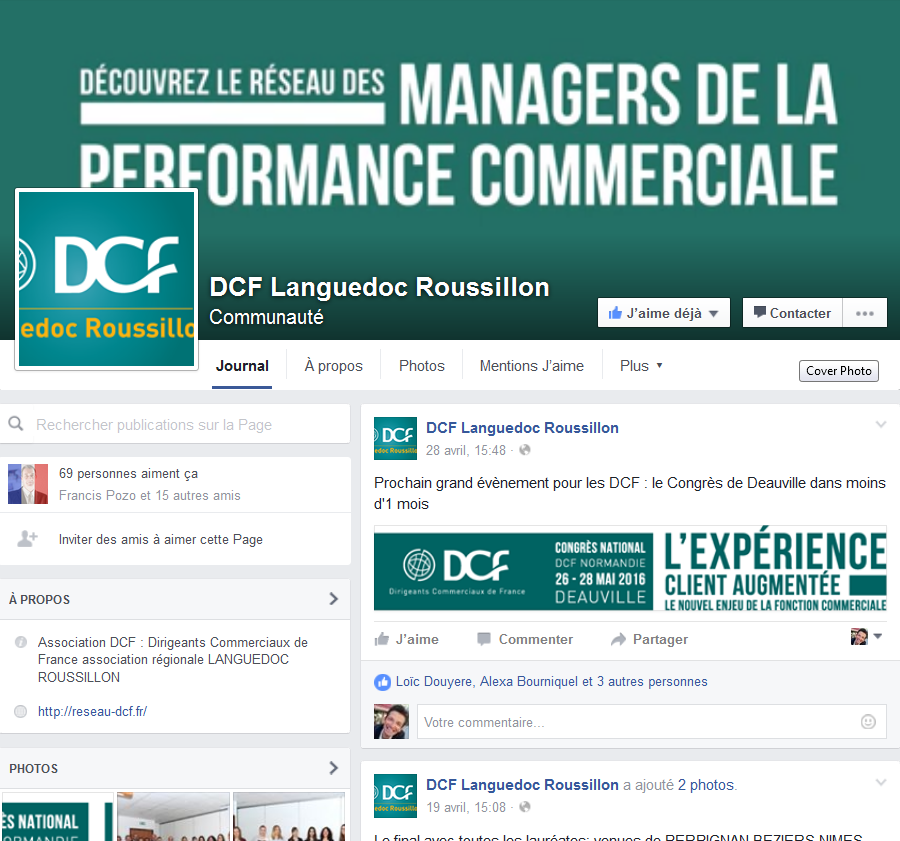 DÉCOUVREZ LE RÉSEAU DES MANAGERS DE LA
PERFORMANCE COMMERCIALE
DCF
edoc Roussillo
DCF Languedoc Roussillon
Communauté
J'aime déjà
Contacter
Journal
À propos
Photos
Mentions J'aime
Plus
Cover Photo
Rechercher publications sur la Page
69 personnes aiment ça
Francis Pozo et 15 autres amis
Inviter des amis à aimer cette Page
À PROPOS
Association DCF : Dirigeants Commerciaux de
France association régionale LANGUEDOC
ROUSSILLON
http://reseau-dcf.fr/
PHOTOS
ÈS NATIONAL
NORMANDIE
DCF
edoc Roussillo
DCF Languedoc Roussillon
28 avril, 15:48 ·
Prochain grand évènement pour les DCF : le Congrès de Deauville dans moins
d'1 mois
DCF
Dirigeants Commerciaux de France
CONGRÈS NATIONAL
DCF NORMANDIE
26 - 28 MAI 2016
DEAUVILLE
L'EXPÉRIENCE
CLIENT AUGMENTÉE
LE NOUVEL ENJEU DE LA FONCTION COMMERCIALE
J'aime
Commenter
Partager
Loïc Douyere, Alexa Bourniquel et 3 autres personnes
Votre commentaire...
DCF
edoc Roussillo
DCF Languedoc Roussillon a ajouté 2 photos.
19 avril, 15:08 ·
Le final avec toutes les lauréates: venues de PERPIGNAN BEZIERS NIMES